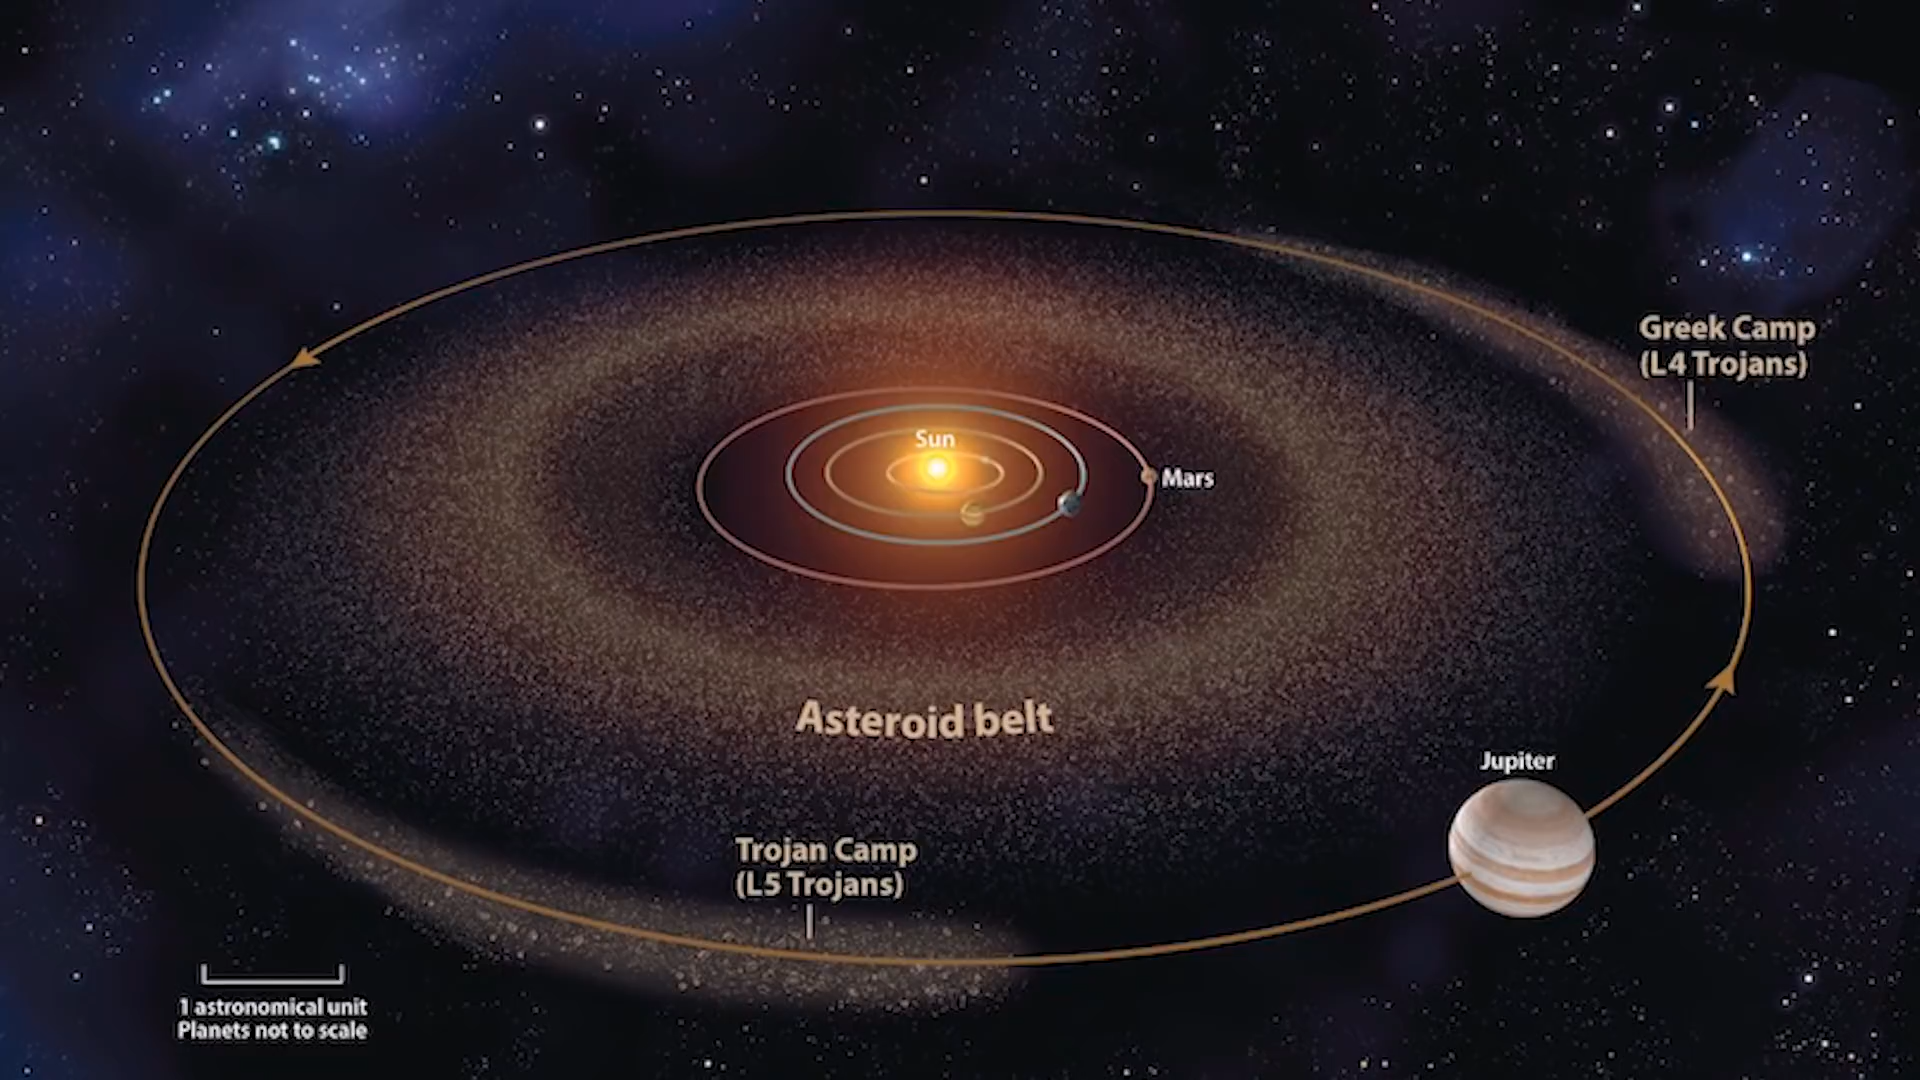 Greek Camp
(L4 Trojans)
Sun
Mars
Asteroid belt
Jupiter
Trojan Camp
(L5 Trojans)
1 astronomical unit
Planets not to scale